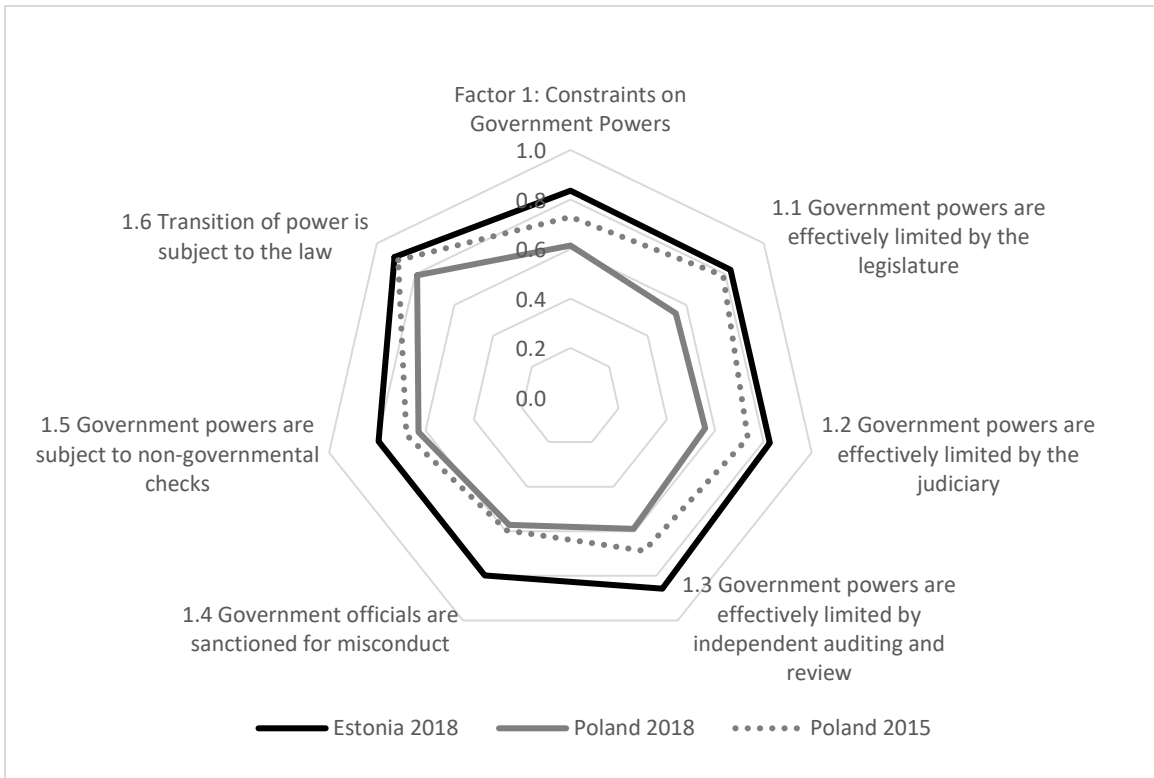 Factor 1: Constraints on
Government Powers
1.0
0.8
0.6
0.4
0.2
0.0
1.1 Government powers are
effectively limited by the
legislature
1.2 Government powers are
effectively limited by the
judiciary
1.3 Government powers are
effectively limited by
independent auditing and
review
1.4 Government officials are
sanctioned for misconduct
1.5 Government powers are
subject to non-governmental
checks
1.6 Transition of power is
subject to the law
Estonia 2018
Poland 2018
Poland 2015